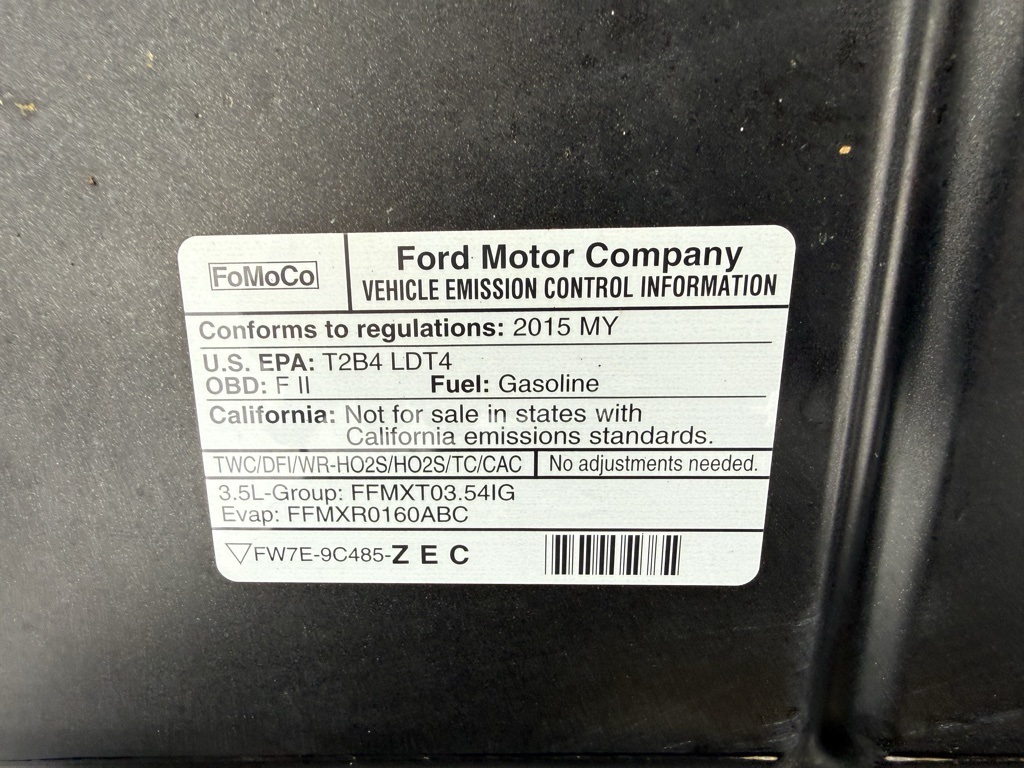 FoMoCo
Ford Motor Company
VEHICLE EMISSION CONTROL INFORMATION
Conforms to regulations: 2015 MY
U.S. EPA: T2B4 LDT4
OBD: F II Fuel: Gasoline
California: Not for sale in states with
California emissions standards.
TWC/DFI/WR-HO2S/HO2S/TC/CAC No adjustments needed.
3.5L-Group: FFMXT03.54IG
Evap: FFMXR0160ABC
▽FW7E-9C485-Z E C